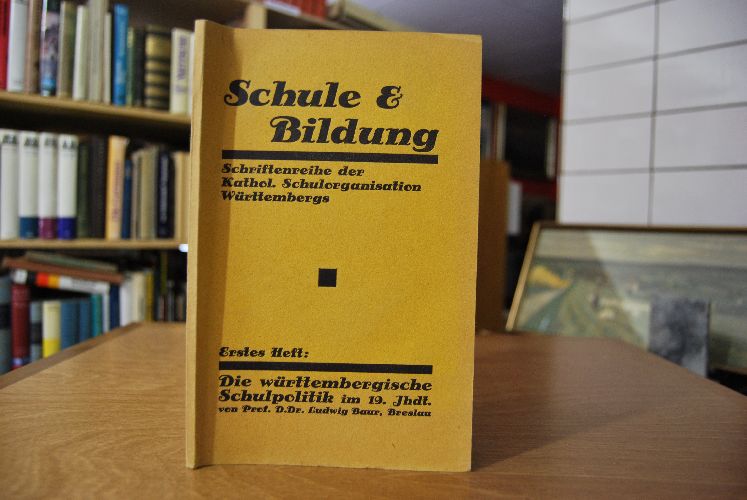 Schule &
Bildung
Schriftenreihe der
Kathol. Schulorganisation
Württembergs
Erstes Heft:
Die württembergische
Schulpolitik im 19. Jhdt.
von Prof. D.Dr. Ludwig Baur, Breslau